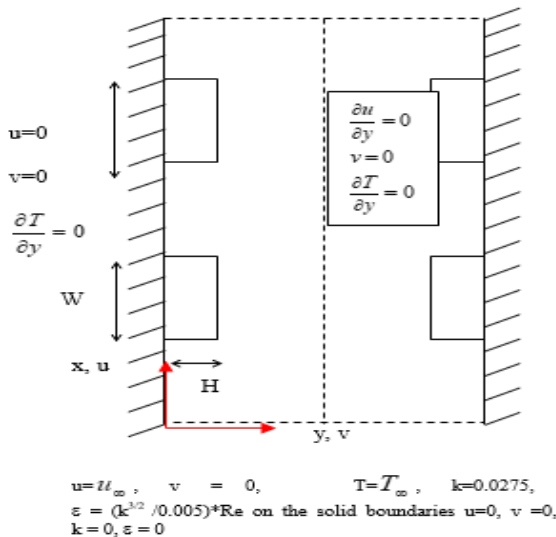 u=0
v=0
∂T/∂y = 0
∂u/∂y = 0
v = 0
∂T/∂y = 0
W
x, u
H
y, v
u=u∞ , v = 0, T=T∞ , k=0.0275,
ε = (k^3/2 /0.005)*Re on the solid boundaries u=0, v =0,
k = 0, ε = 0